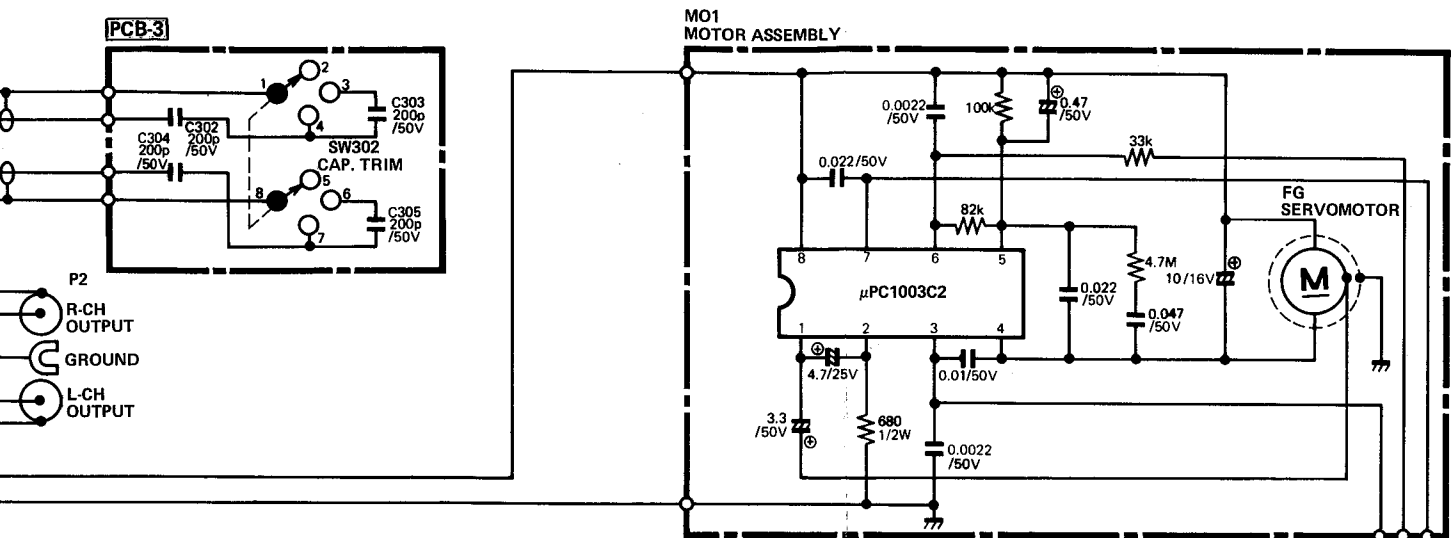 PCB-3
1
2
3
4
C303
200p
/50V
C302
200p
/50V
C304
200p
/50V
SW302
CAP. TRIM
5
6
7
8
C305
200p
/50V
P2
R-CH
OUTPUT
GROUND
L-CH
OUTPUT
MO1
MOTOR ASSEMBLY
0.0022
/50V
100k
0.47
/50V
33k
0.022/50V
82k
FG
SERVOMOTOR
8
7
6
5
μPC1003C2
1
2
3
4
4.7M
10/16V
M
0.022
/50V
0.047
/50V
4.7/25V
0.01/50V
3.3
/50V
680
1/2W
0.0022
/50V